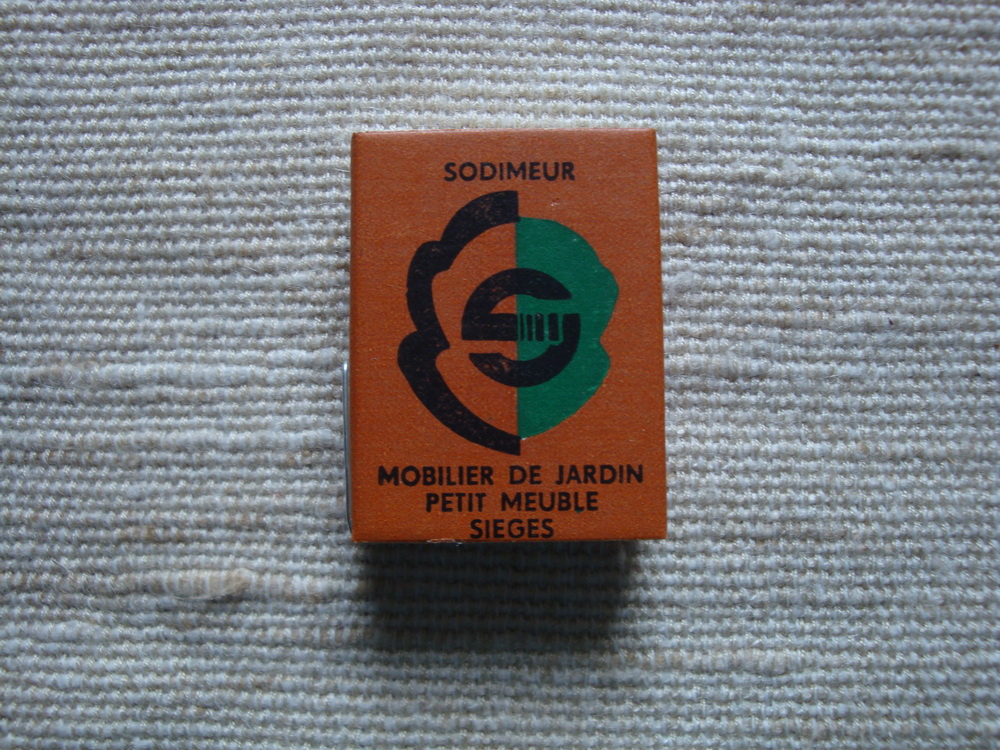 SODIMEUR
MOBILIER DE JARDIN
PETIT MEUBLE
SIEGES